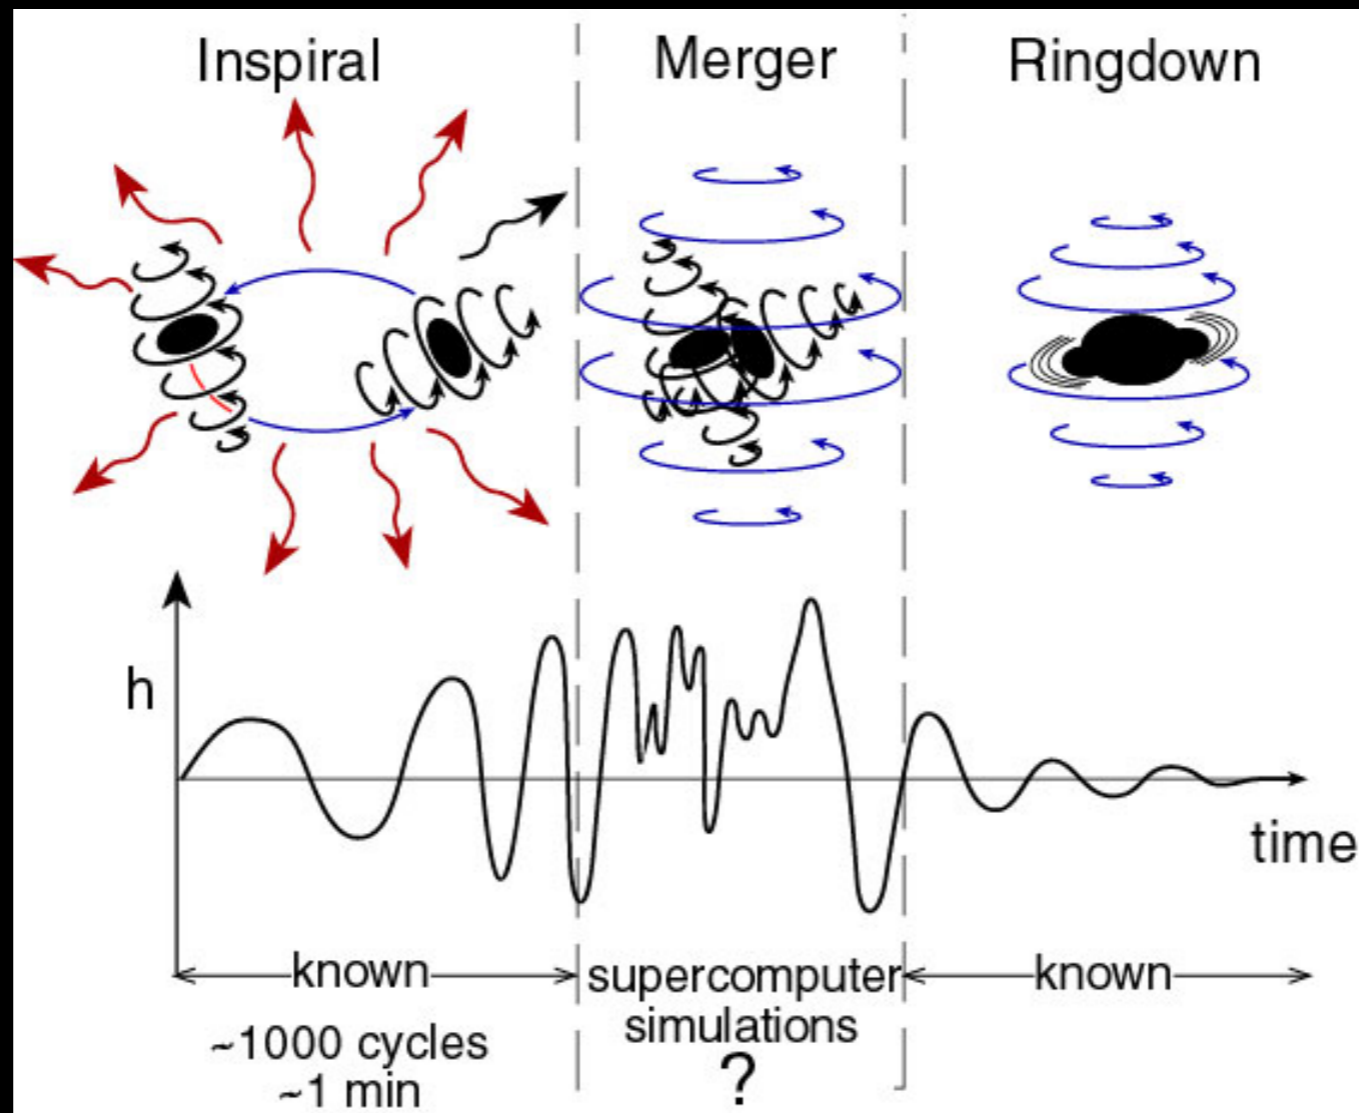 Inspiral
Merger
Ringdown
h
time
known
supercomputer
simulations
?
known
~1000 cycles
~1 min